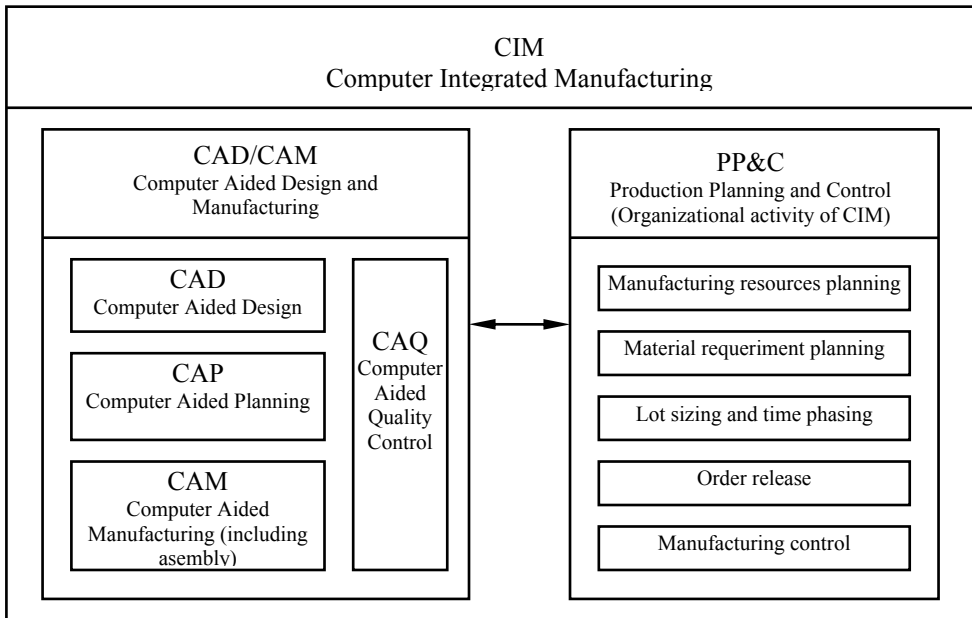 CIM
Computer Integrated Manufacturing
CAD/CAM
Computer Aided Design and
Manufacturing
CAD
Computer Aided Design
CAP
Computer Aided Planning
CAM
Computer Aided
Manufacturing (including
asembly)
CAQ
Computer
Aided
Quality
Control
PP&C
Production Planning and Control
(Organizational activity of CIM)
Manufacturing resources planning
Material requeriment planning
Lot sizing and time phasing
Order release
Manufacturing control